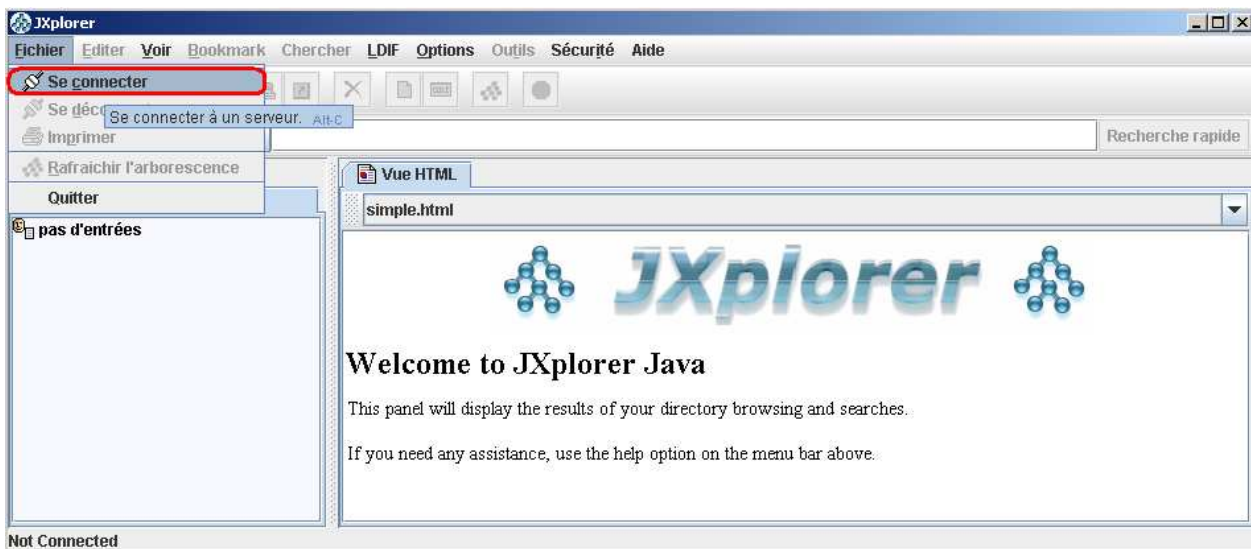 JXplorer
Fichier Editer Voir Bookmark Chercher LDIF Options Outils Sécurité Aide
Se connecter
Se déc
Se connecter à un serveur. Alt-C
Imprimer
Recherche rapide
Rafraichir l'arborescence
Quitter
pas d'entrées
Vue HTML
simple.html
JXplorer
Welcome to JXplorer Java
This panel will display the results of your directory browsing and searches.
If you need any assistance, use the help option on the menu bar above.
Not Connected